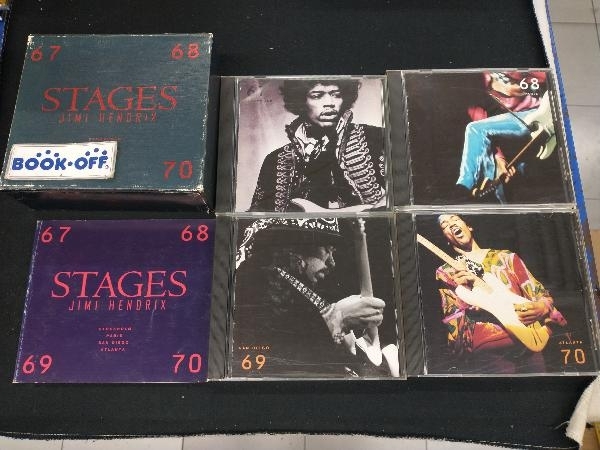 67 68
STAGES
JIMI HENDRIX
BOOK·OFF
70
67 68
STAGES
JIMI HENDRIX
STOCKHOLM
PARIS
SAN DIEGO
ATLANTA
69 70
68
PARIS
SAN DIEGO
69
ATLANTA
70